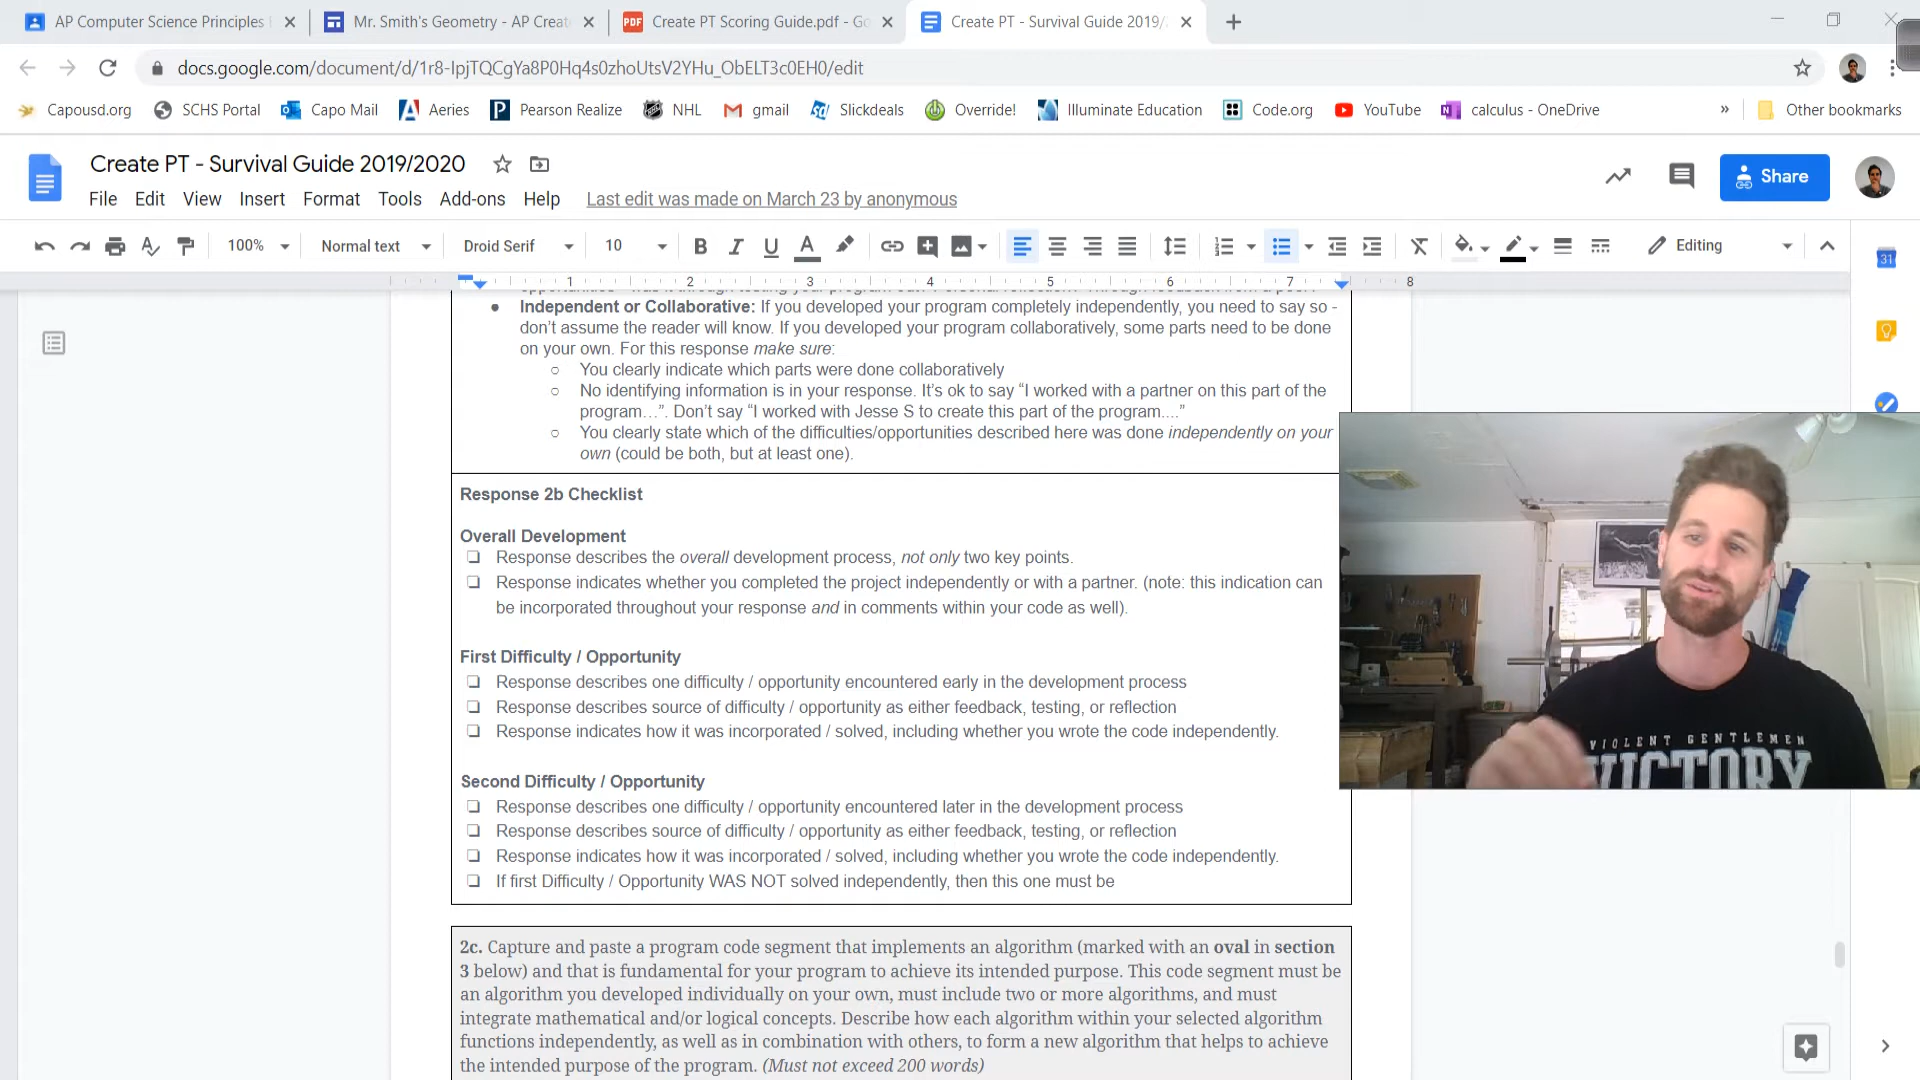 AP Computer Science Principles
Mr. Smith's Geometry - AP Creat
Create PT Scoring Guide.pdf - Go
Create PT - Survival Guide 2019/
docs.google.com/document/d/1r8-IpjTQCgYa8P0Hq4s0zhoUtsV2YHu_ObELT3c0EH0/edit
Capousd.org
SCHS Portal
Capo Mail
Aeries
Pearson Realize
NHL
gmail
Slickdeals
Override!
Illuminate Education
Code.org
YouTube
calculus - OneDrive
»
Other bookmarks
Create PT - Survival Guide 2019/2020
File Edit View Insert Format Tools Add-ons Help
Last edit was made on March 23 by anonymous
Share
100% Normal text Droid Serif 10 B I U A Editing
1 2 3 4 5 6 7 8
31
● Independent or Collaborative: If you developed your program completely independently, you need to say so -
don't assume the reader will know. If you developed your program collaboratively, some parts need to be done
on your own. For this response make sure:
○ You clearly indicate which parts were done collaboratively
○ No identifying information is in your response. It's ok to say “I worked with a partner on this part of the
program…”. Don't say “I worked with Jesse S to create this part of the program....”
○ You clearly state which of the difficulties/opportunities described here was done independently on your
own (could be both, but at least one).
Response 2b Checklist
Overall Development
❏ Response describes the overall development process, not only two key points.
❏ Response indicates whether you completed the project independently or with a partner. (note: this indication can
be incorporated throughout your response and in comments within your code as well).
First Difficulty / Opportunity
❏ Response describes one difficulty / opportunity encountered early in the development process
❏ Response describes source of difficulty / opportunity as either feedback, testing, or reflection
❏ Response indicates how it was incorporated / solved, including whether you wrote the code independently.
Second Difficulty / Opportunity
❏ Response describes one difficulty / opportunity encountered later in the development process
❏ Response describes source of difficulty / opportunity as either feedback, testing, or reflection
❏ Response indicates how it was incorporated / solved, including whether you wrote the code independently.
❏ If first Difficulty / Opportunity WAS NOT solved independently, then this one must be
2c. Capture and paste a program code segment that implements an algorithm (marked with an oval in section
3 below) and that is fundamental for your program to achieve its intended purpose. This code segment must be
an algorithm you developed individually on your own, must include two or more algorithms, and must
integrate mathematical and/or logical concepts. Describe how each algorithm within your selected algorithm
functions independently, as well as in combination with others, to form a new algorithm that helps to achieve
the intended purpose of the program. (Must not exceed 200 words)
VIOLENT GENTLEMEN
VICTORY